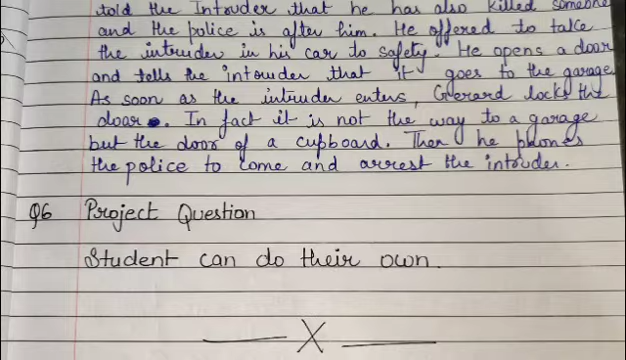 told the Intruder that he has also killed someone
and the police is after him. He offered to take
the intruder in his car to safety. He opens a door
and tells the intruder that it goes to the garage.
As soon as the intruder enters, Gerard locks the
door. In fact it is not the way to a garage
but the door of a cupboard. Then he phones
the police to come and arrest the intruder.
Q6 Project Question
Student can do their own.
X